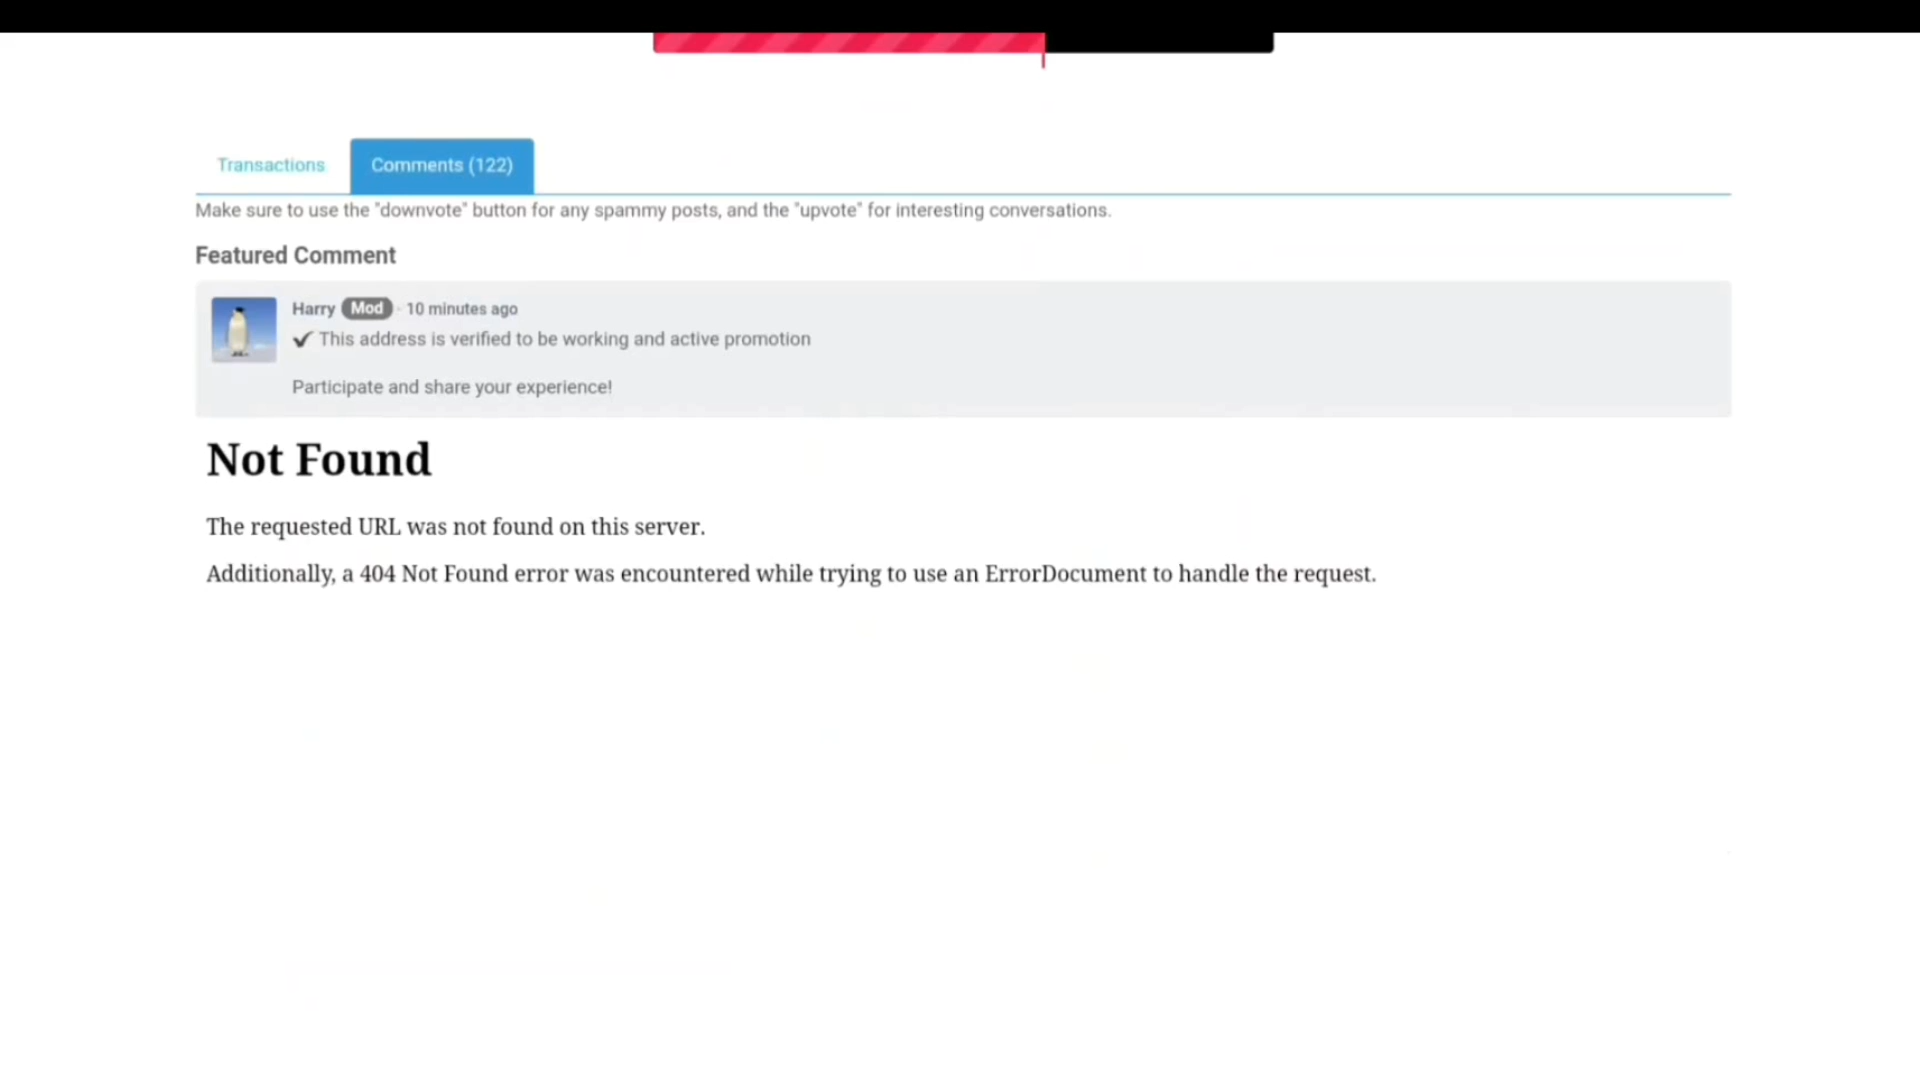 Transactions
Comments (122)
Make sure to use the "downvote" button for any spammy posts, and the "upvote" for interesting conversations.
Featured Comment
Harry Mod · 10 minutes ago
✔ This address is verified to be working and active promotion
Participate and share your experience!
Not Found
The requested URL was not found on this server.
Additionally, a 404 Not Found error was encountered while trying to use an ErrorDocument to handle the request.